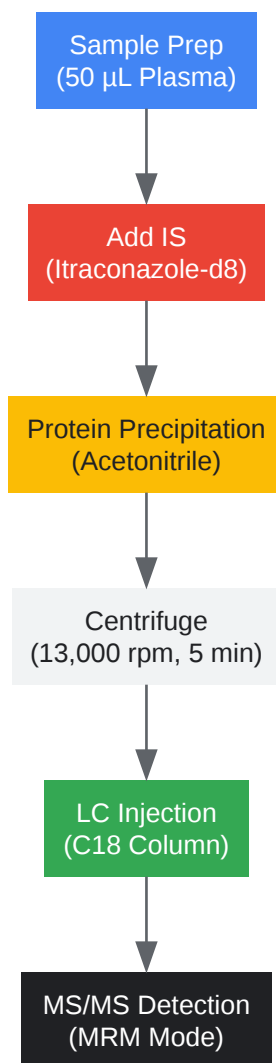 Sample Prep
(50 µL Plasma)
Add IS
(Itraconazole-d8)
Protein Precipitation
(Acetonitrile)
Centrifuge
(13,000 rpm, 5 min)
LC Injection
(C18 Column)
MS/MS Detection
(MRM Mode)